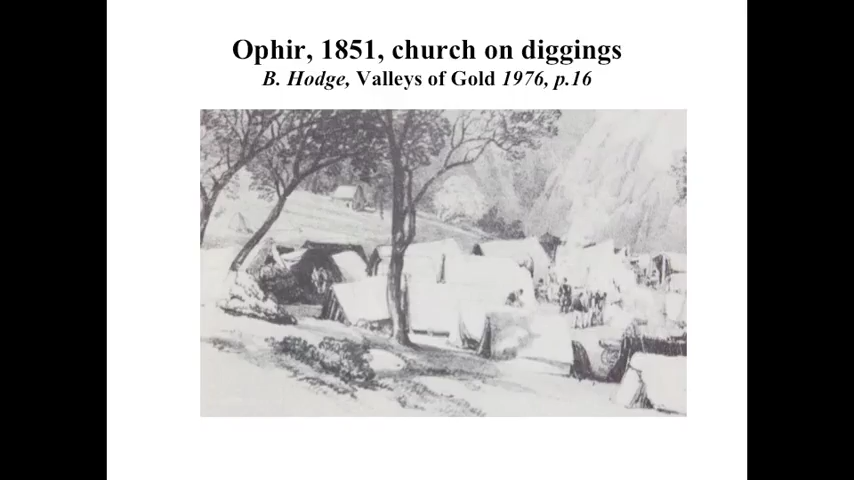 Ophir, 1851, church on diggings
B. Hodge, Valleys of Gold 1976, p.16